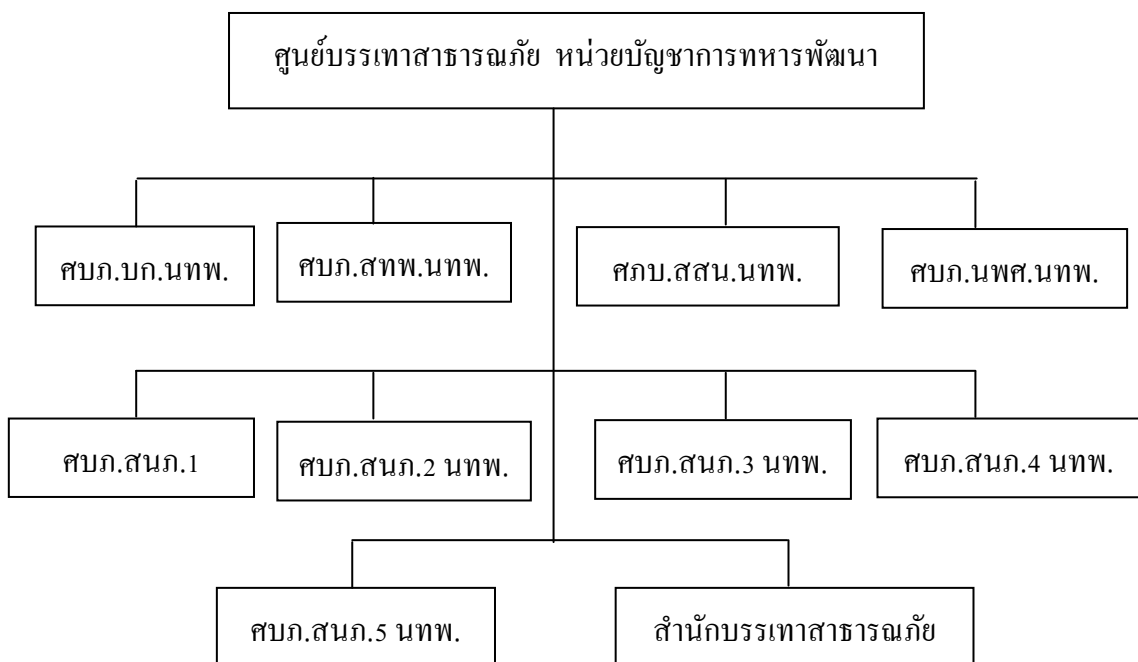 ศูนย์บรรเทาสาธารณภัย หน่วยบัญชาการทหารพัฒนา
ศบภ.บก.นทพ.
ศบภ.สทพ.นทพ.
ศภบ.สสน.นทพ.
ศบภ.นพศ.นทพ.
ศบภ.สนภ.1
ศบภ.สนภ.2 นทพ.
ศบภ.สนภ.3 นทพ.
ศบภ.สนภ.4 นทพ.
ศบภ.สนภ.5 นทพ.
สำนักบรรเทาสาธารณภัย